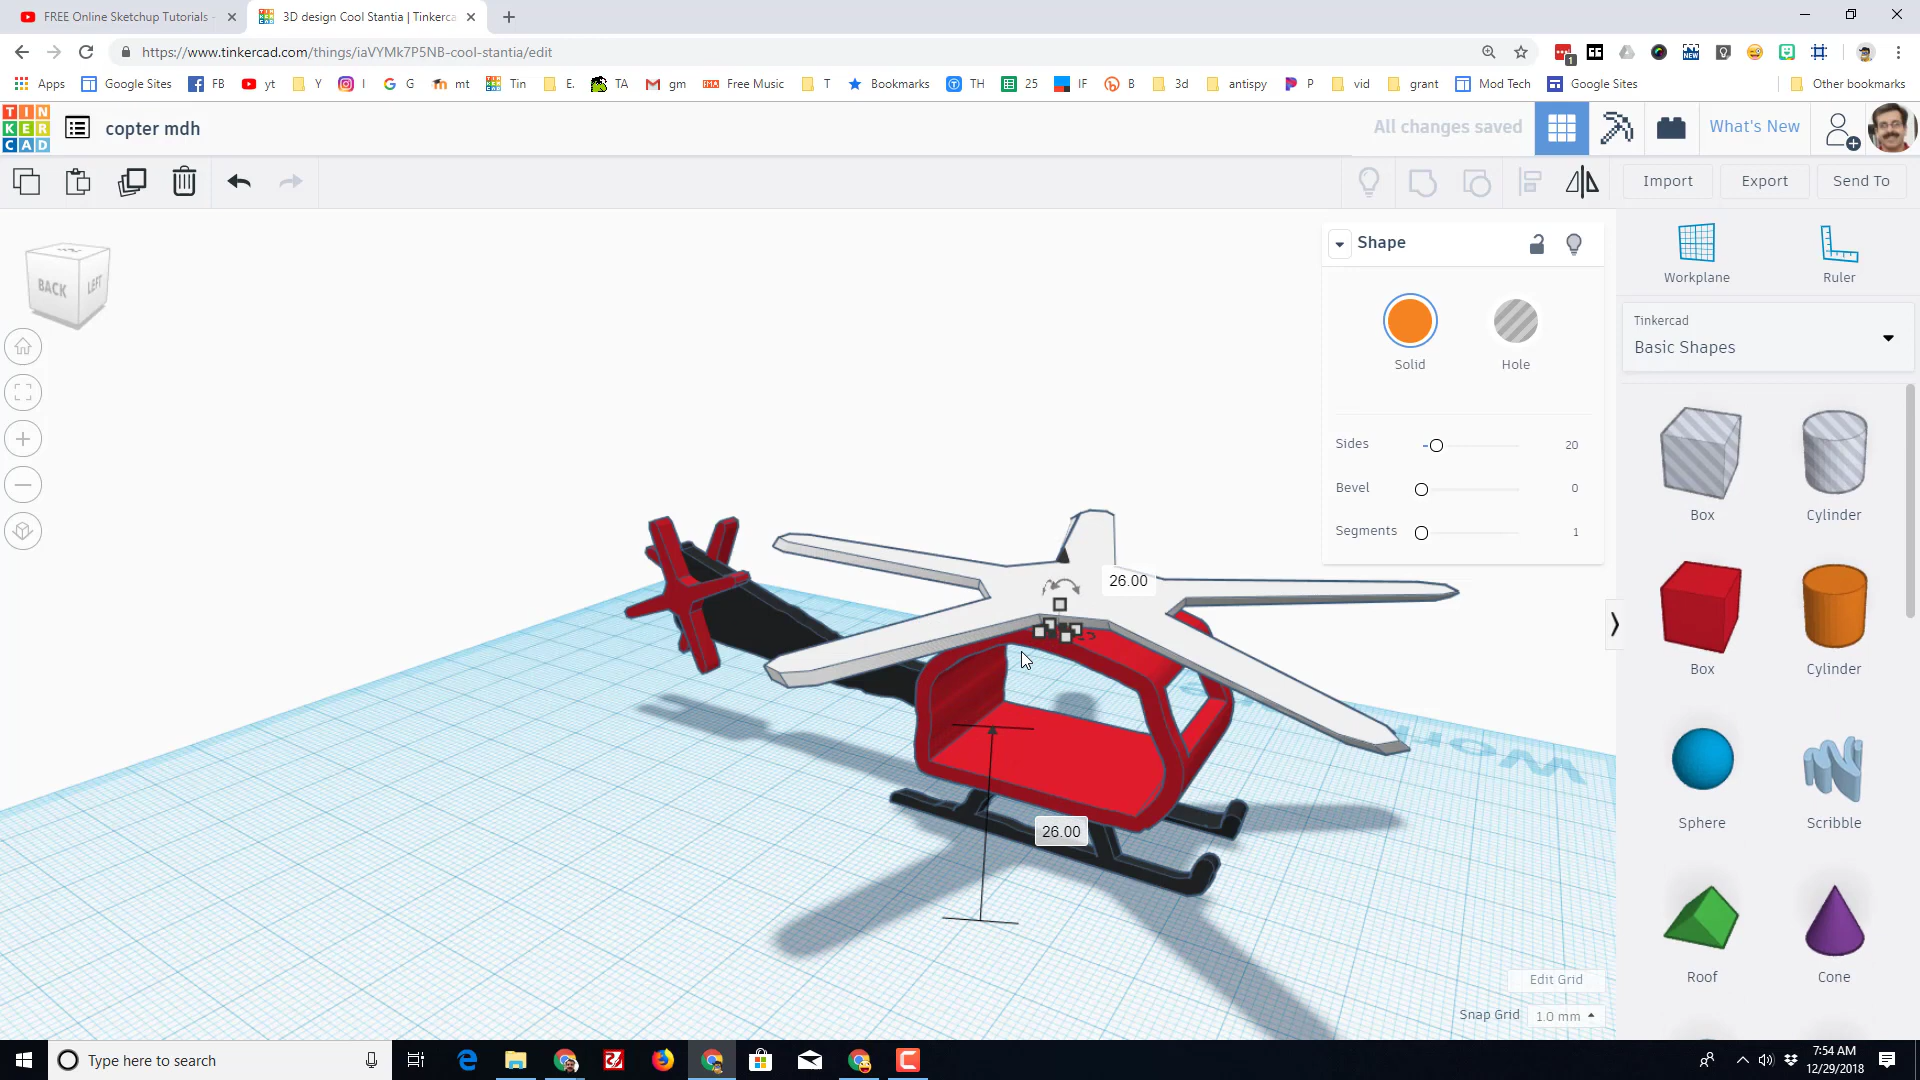 FREE Online Sketchup Tutorials
3D design Cool Stantia | Tinkerca
https://www.tinkercad.com/things/iaVYMk7P5NB-cool-stantia/edit
1
Apps Google Sites FB yt Y I G mt Tin E. TA gm Free Music T Bookmarks TH 25 IF B 3d antispy P vid grant Mod Tech Google Sites Other bookmarks
TIN
KER
CAD
copter mdh
All changes saved
What's New
Import
Export
Send To
BACK
LEFT
Shape
Solid
Hole
Sides
20
Bevel
0
Segments
1
Workplane
Ruler
Tinkercad
Basic Shapes
Box
Cylinder
Box
Cylinder
Sphere
Scribble
Roof
Cone
26.00
26.00
Edit Grid
Snap Grid
1.0 mm
Type here to search
7:54 AM
12/29/2018